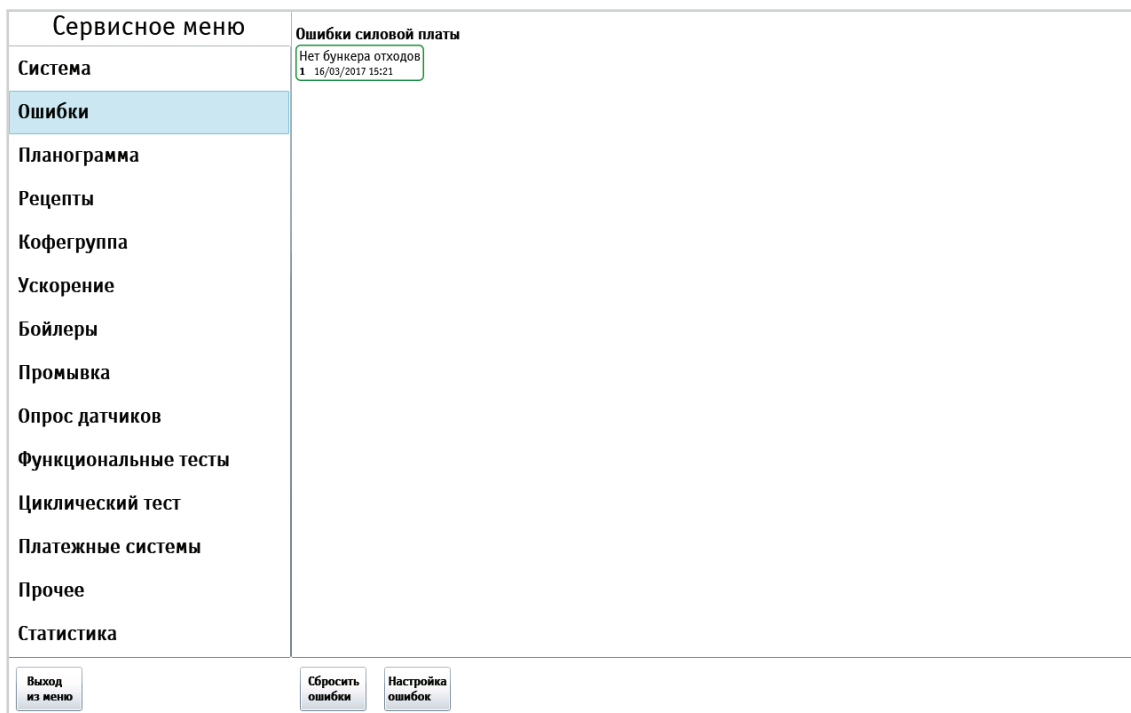 Сервисное меню
Система
Ошибки
Планограмма
Рецепты
Кофегруппа
Ускорение
Бойлеры
Промывка
Опрос датчиков
Функциональные тесты
Циклический тест
Платежные системы
Прочее
Статистика
Ошибки силовой платы
Нет бункера отходов
1 16/03/2017 15:21
Выход
из меню
Сбросить
ошибки
Настройка
ошибок